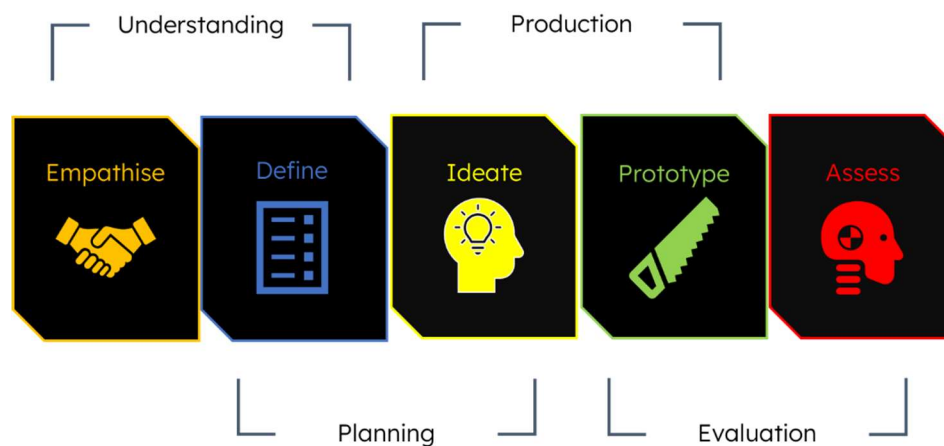 Understanding
Production
Empathise
Define
Ideate
Prototype
Assess
Planning
Evaluation